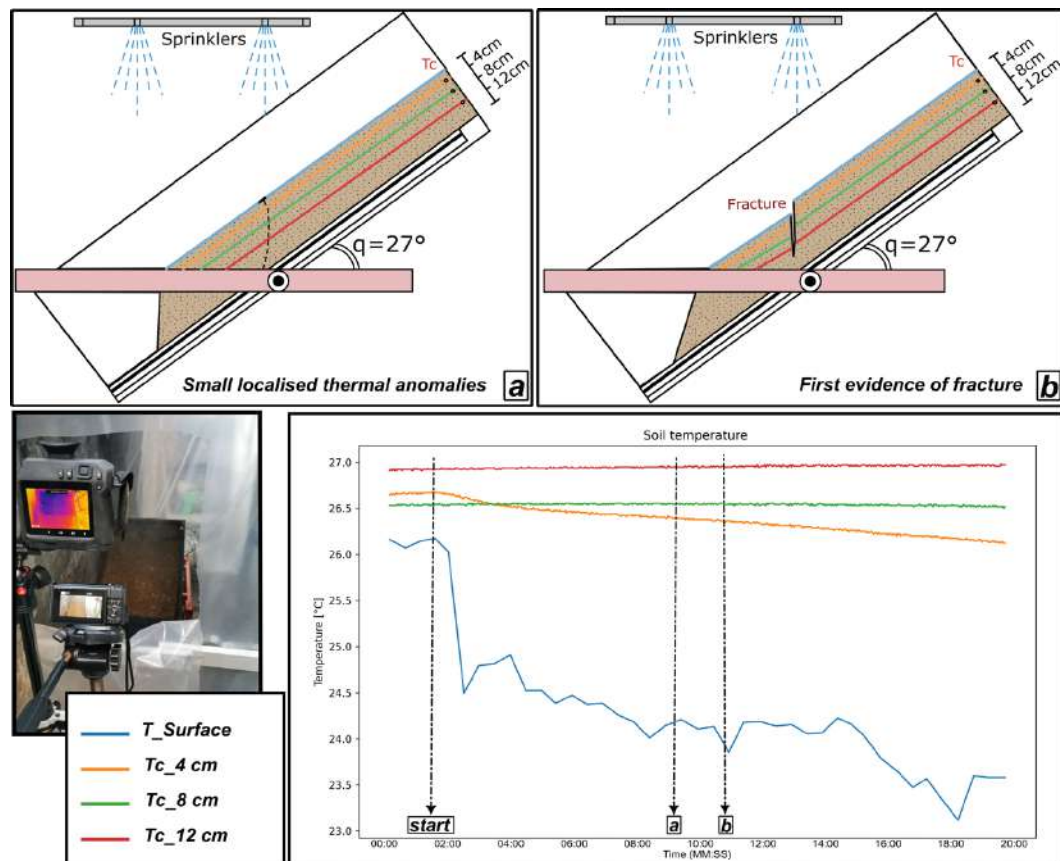 Sprinklers
Tc
4cm
8cm
12cm
q=27°
Small localised thermal anomalies
a
Sprinklers
Tc
4cm
8cm
12cm
Fracture
q=27°
First evidence of fracture
b
T_Surface
Tc_4 cm
Tc_8 cm
Tc_12 cm
Soil temperature
Temperature [°C]
27.0
26.5
26.0
25.5
25.0
24.5
24.0
23.5
23.0
start
a
b
00:00 02:00 04:00 06:00 08:00 10:00 12:00 14:00 16:00 18:00 20:00
Time (MM:SS)